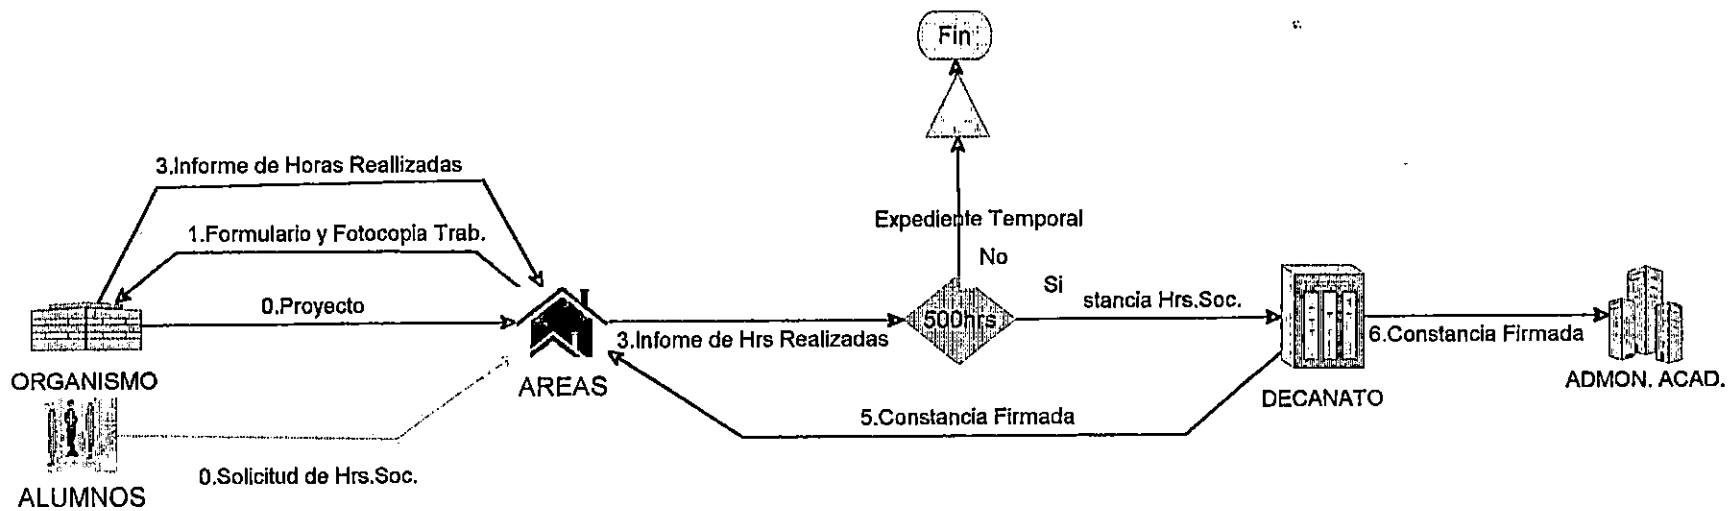 Fin
3.Informe de Horas Reallizadas
Expediente Temporal
1.Formulario y Fotocopia Trab.
No
Si
0.Proyecto
stancia Hrs.Soc.
500hrs
3.Infome de Hrs Realizadas
6.Constancia Firmada
ORGANISMO
AREAS
DECANATO
ADMON. ACAD.
5.Constancia Firmada
0.Solicitud de Hrs.Soc.
ALUMNOS